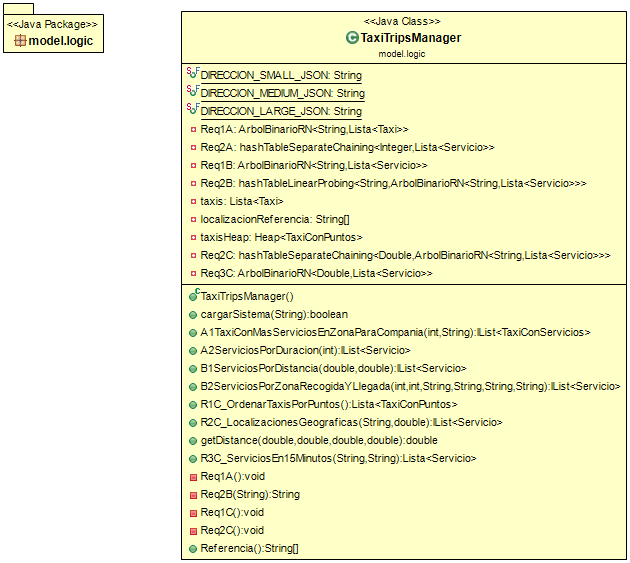 <<Java Package>>
model.logic
<<Java Class>>
TaxiTripsManager
model.logic
DIRECCION_SMALL_JSON: String
DIRECCION_MEDIUM_JSON: String
DIRECCION_LARGE_JSON: String
Req1A: ArbolBinarioRN<String,Lista<Taxi>>
Req2A: hashTableSeparateChaining<Integer,Lista<Servicio>>
Req1B: ArbolBinarioRN<String,Lista<Servicio>>
Req2B: hashTableLinearProbing<String,ArbolBinarioRN<String,Lista<Servicio>>>
taxis: Lista<Taxi>
localizacionReferencia: String[]
taxisHeap: Heap<TaxiConPuntos>
Req2C: hashTableSeparateChaining<Double,ArbolBinarioRN<String,Lista<Servicio>>>
Req3C: ArbolBinarioRN<Double,Lista<Servicio>>
TaxiTripsManager()
cargarSistema(String):boolean
A1TaxiConMasServiciosEnZonaParaCompania(int,String):IList<TaxiConServicios>
A2ServiciosPorDuracion(int):IList<Servicio>
B1ServiciosPorDistancia(double,double):IList<Servicio>
B2ServiciosPorZonaRecogidaYLlegada(int,int,String,String,String,String):IList<Servicio>
R1C_OrdenarTaxisPorPuntos():Lista<TaxiConPuntos>
R2C_LocalizacionesGeograficas(String,double):IList<Servicio>
getDistance(double,double,double,double):double
R3C_ServiciosEn15Minutos(String,String):Lista<Servicio>
Req1A():void
Req2B(String):String
Req1C():void
Req2C():void
Referencia():String[]